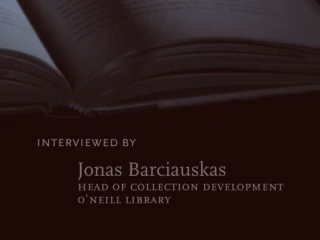 INTERVIEWED BY
Jonas Barciauskas
HEAD OF COLLECTION DEVELOPMENT
O'NEILL LIBRARY